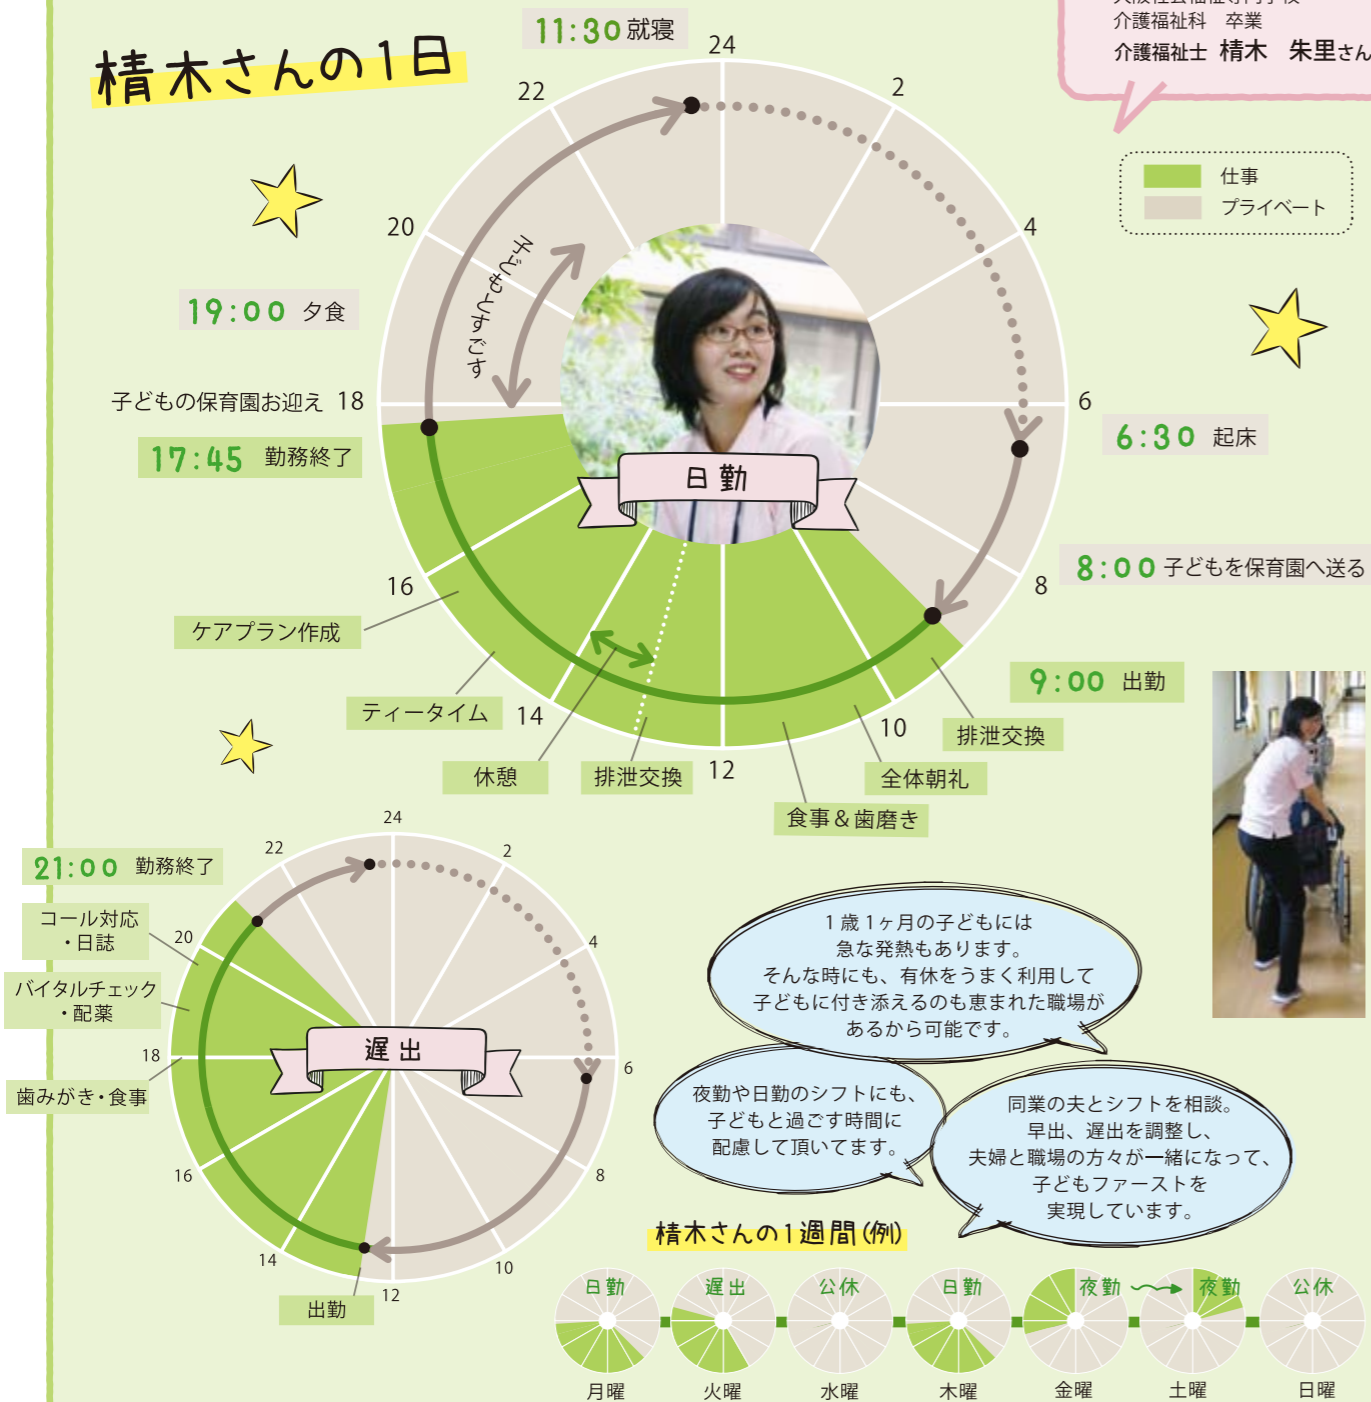 介護福祉科 卒業
介護福祉士 棈木 朱里さん
棈木さんの1日
仕事
プライベート
11:30 就寝
24
2
4
6
8
10
12
14
16
18
20
22
6:30 起床
8:00 子どもを保育園へ送る
9:00 出勤
排泄交換
全体朝礼
食事&歯磨き
排泄交換
休憩
ティータイム
ケアプラン作成
17:45 勤務終了
子どもの保育園お迎え
19:00 夕食
子どもとすごす
日勤
24
2
4
6
8
10
12
14
16
18
20
22
21:00 勤務終了
コール対応
・日誌
バイタルチェック
・配薬
歯みがき・食事
出勤
遅出
1歳1ヶ月の子どもには
急な発熱もあります。
そんな時にも、有休をうまく利用して
子どもに付き添えるのも恵まれた職場が
あるから可能です。
夜勤や日勤のシフトにも、
子どもと過ごす時間に
配慮して頂いてます。
同業の夫とシフトを相談。
早出、遅出を調整し、
夫婦と職場の方々が一緒になって、
子どもファーストを
実現しています。
棈木さんの1週間(例)
日勤 遅出 公休 日勤 夜勤 夜勤 公休
月曜 火曜 水曜 木曜 金曜 土曜 日曜